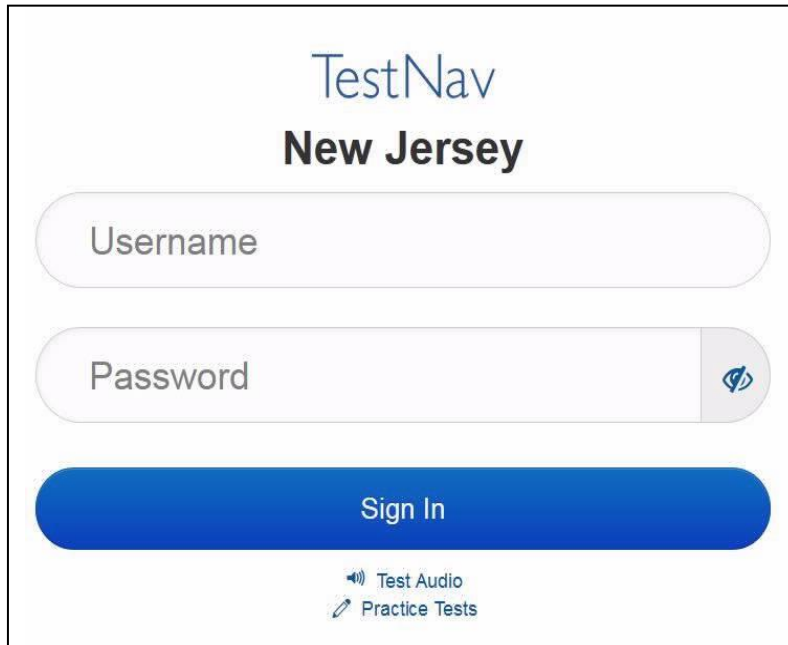 TestNav
New Jersey
Username
Password
Sign In
Test Audio
Practice Tests